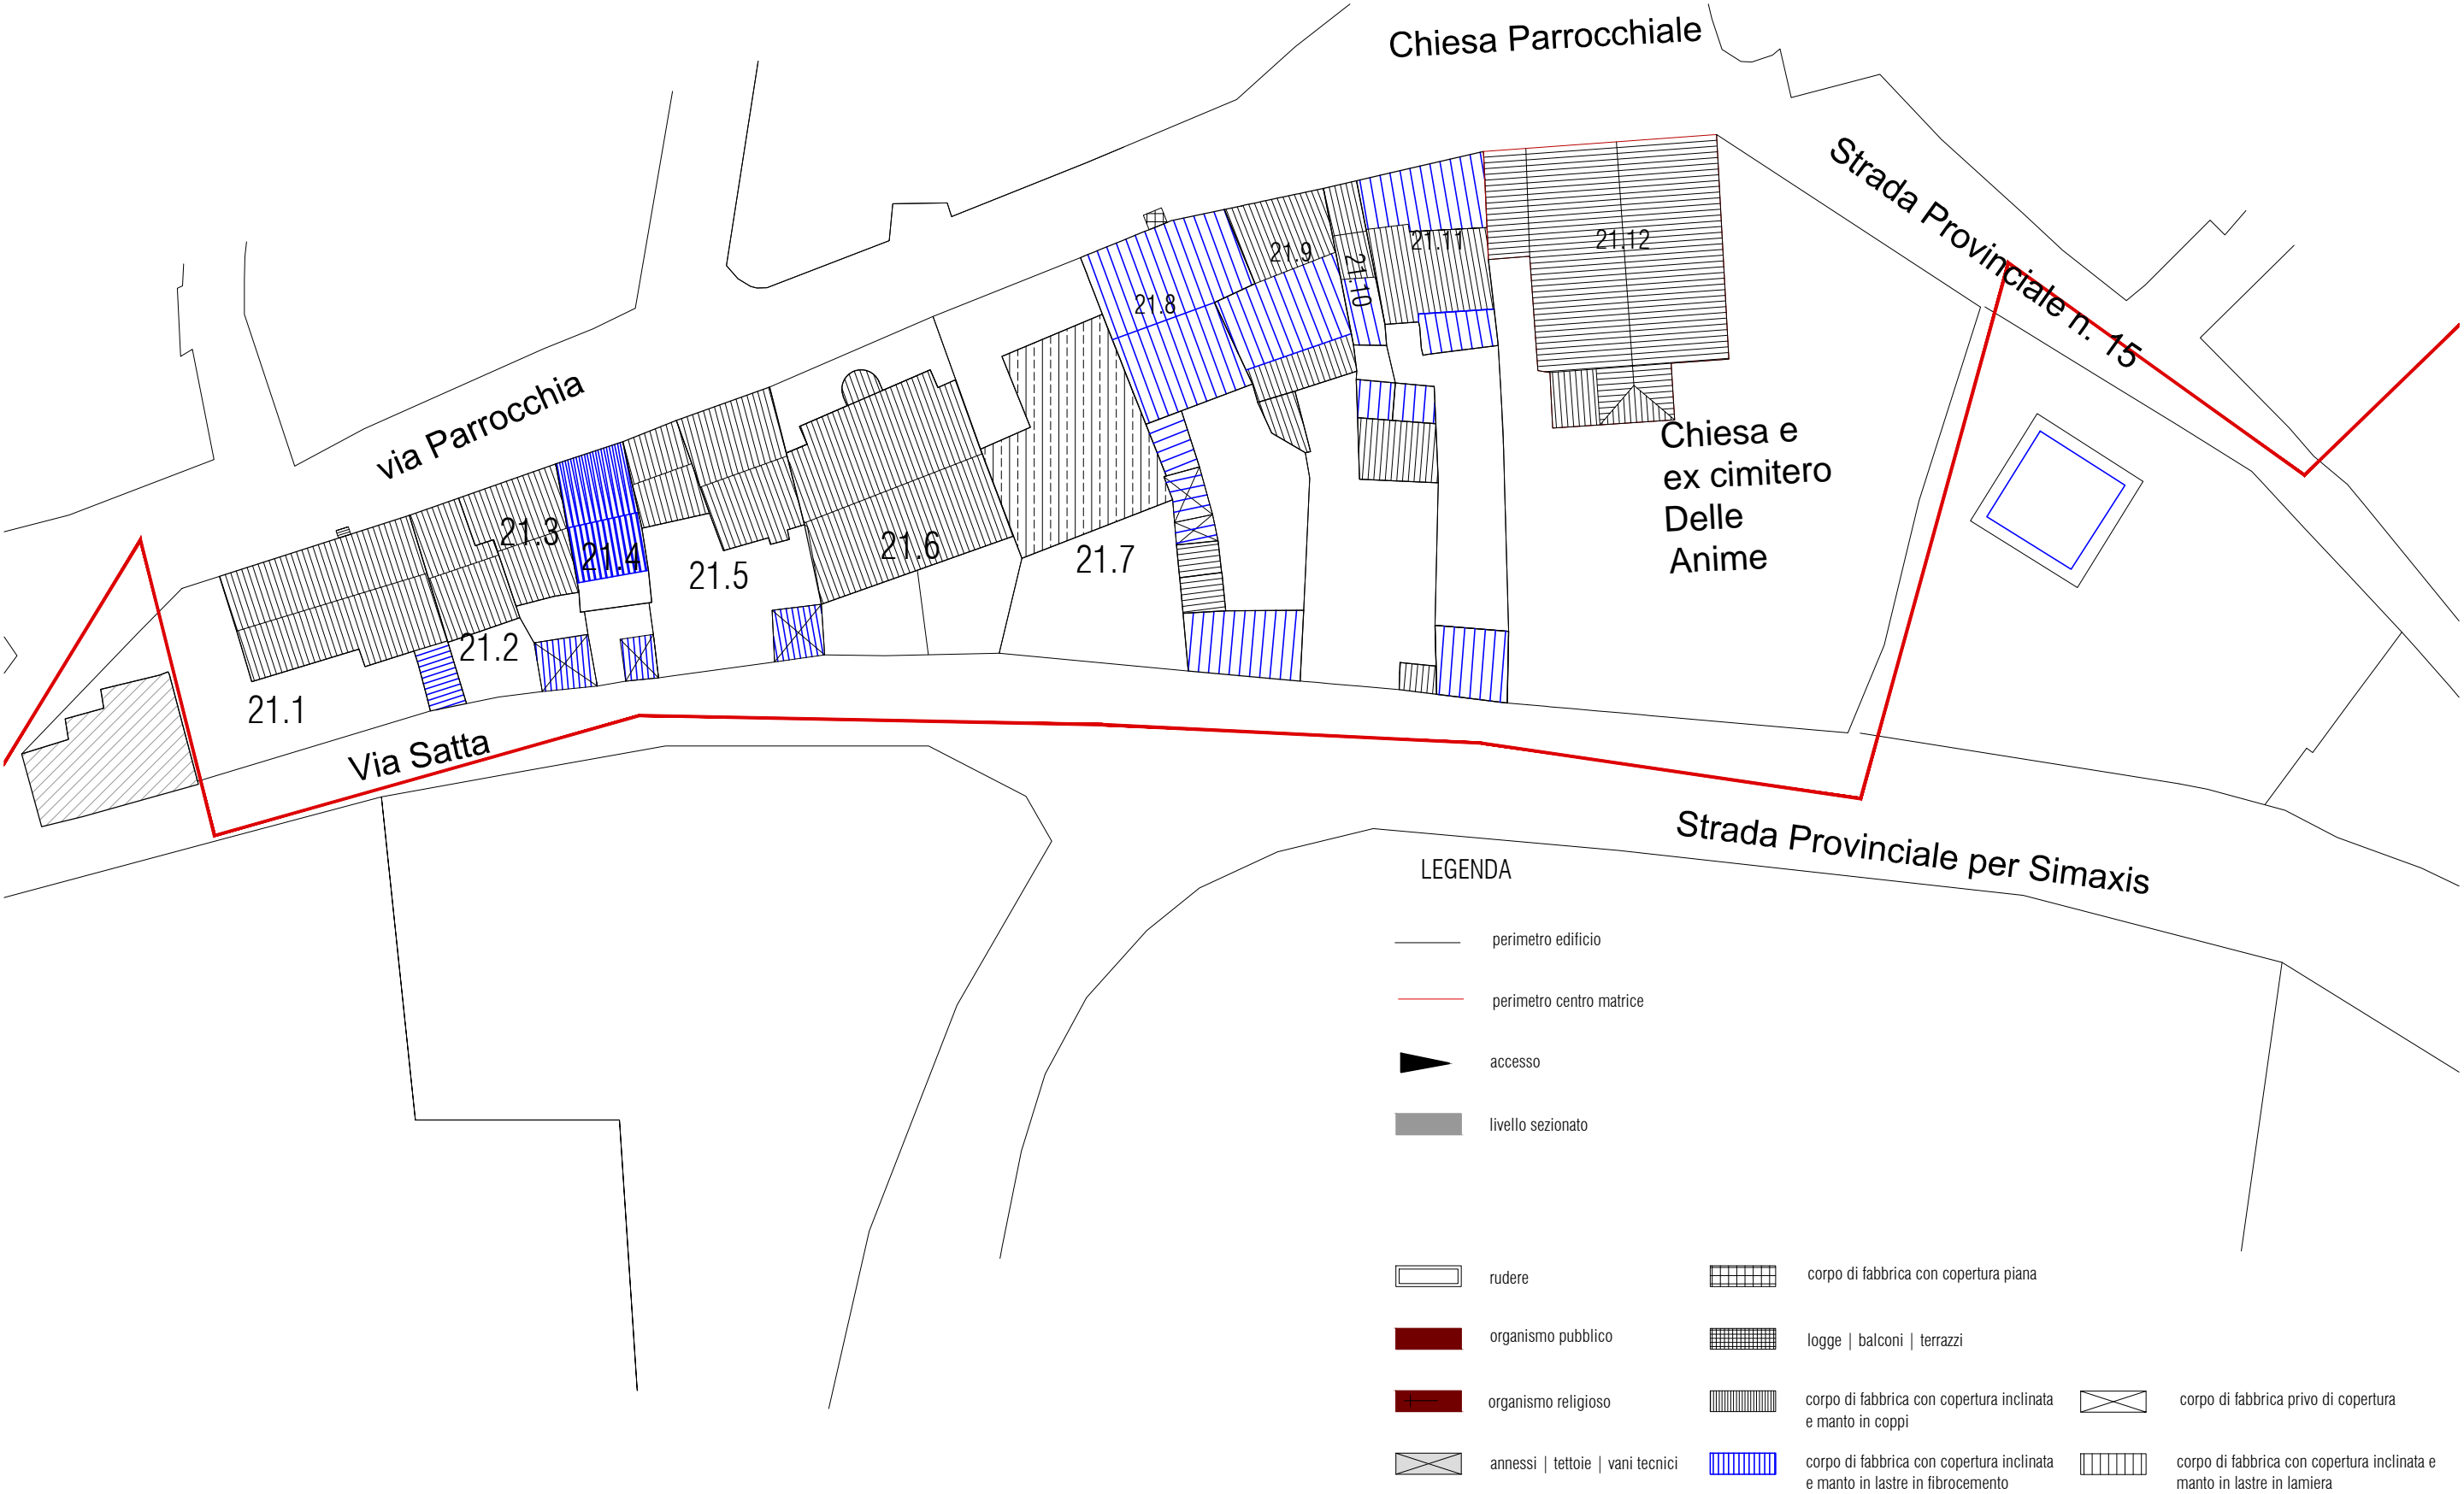 Chiesa Parrocchiale
Strada Provinciale n. 15
via Parrocchia
21.1
21.2
21.3
21.4
21.5
21.6
21.7
21.8
21.9
21.10
21.11
21.12
Chiesa e
ex cimitero
Delle
Anime
Via Satta
Strada Provinciale per Simaxis
LEGENDA
perimetro edificio
perimetro centro matrice
accesso
livello sezionato
rudere
organismo pubblico
organismo religioso
annessi | tettoie | vani tecnici
corpo di fabbrica con copertura piana
logge | balconi | terrazzi
corpo di fabbrica con copertura inclinata
e manto in coppi
corpo di fabbrica con copertura inclinata
e manto in lastre in fibrocemento
corpo di fabbrica privo di copertura
corpo di fabbrica con copertura inclinata e
manto in lastre in lamiera